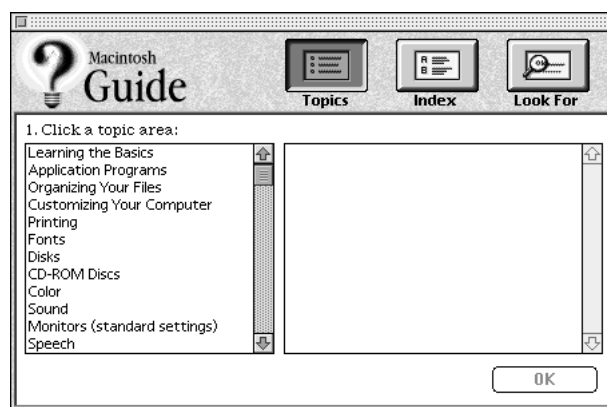 Macintosh
Guide
Topics
Index
Look For
1. Click a topic area:
Learning the Basics
Application Programs
Organizing Your Files
Customizing Your Computer
Printing
Fonts
Disks
CD-ROM Discs
Color
Sound
Monitors (standard settings)
Speech
OK